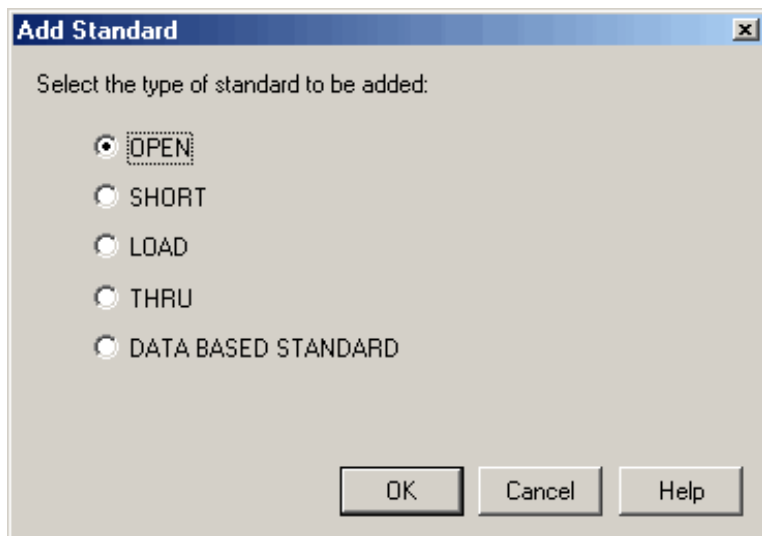 Add Standard
Select the type of standard to be added:
OPEN
SHORT
LOAD
THRU
DATA BASED STANDARD
OK Cancel Help